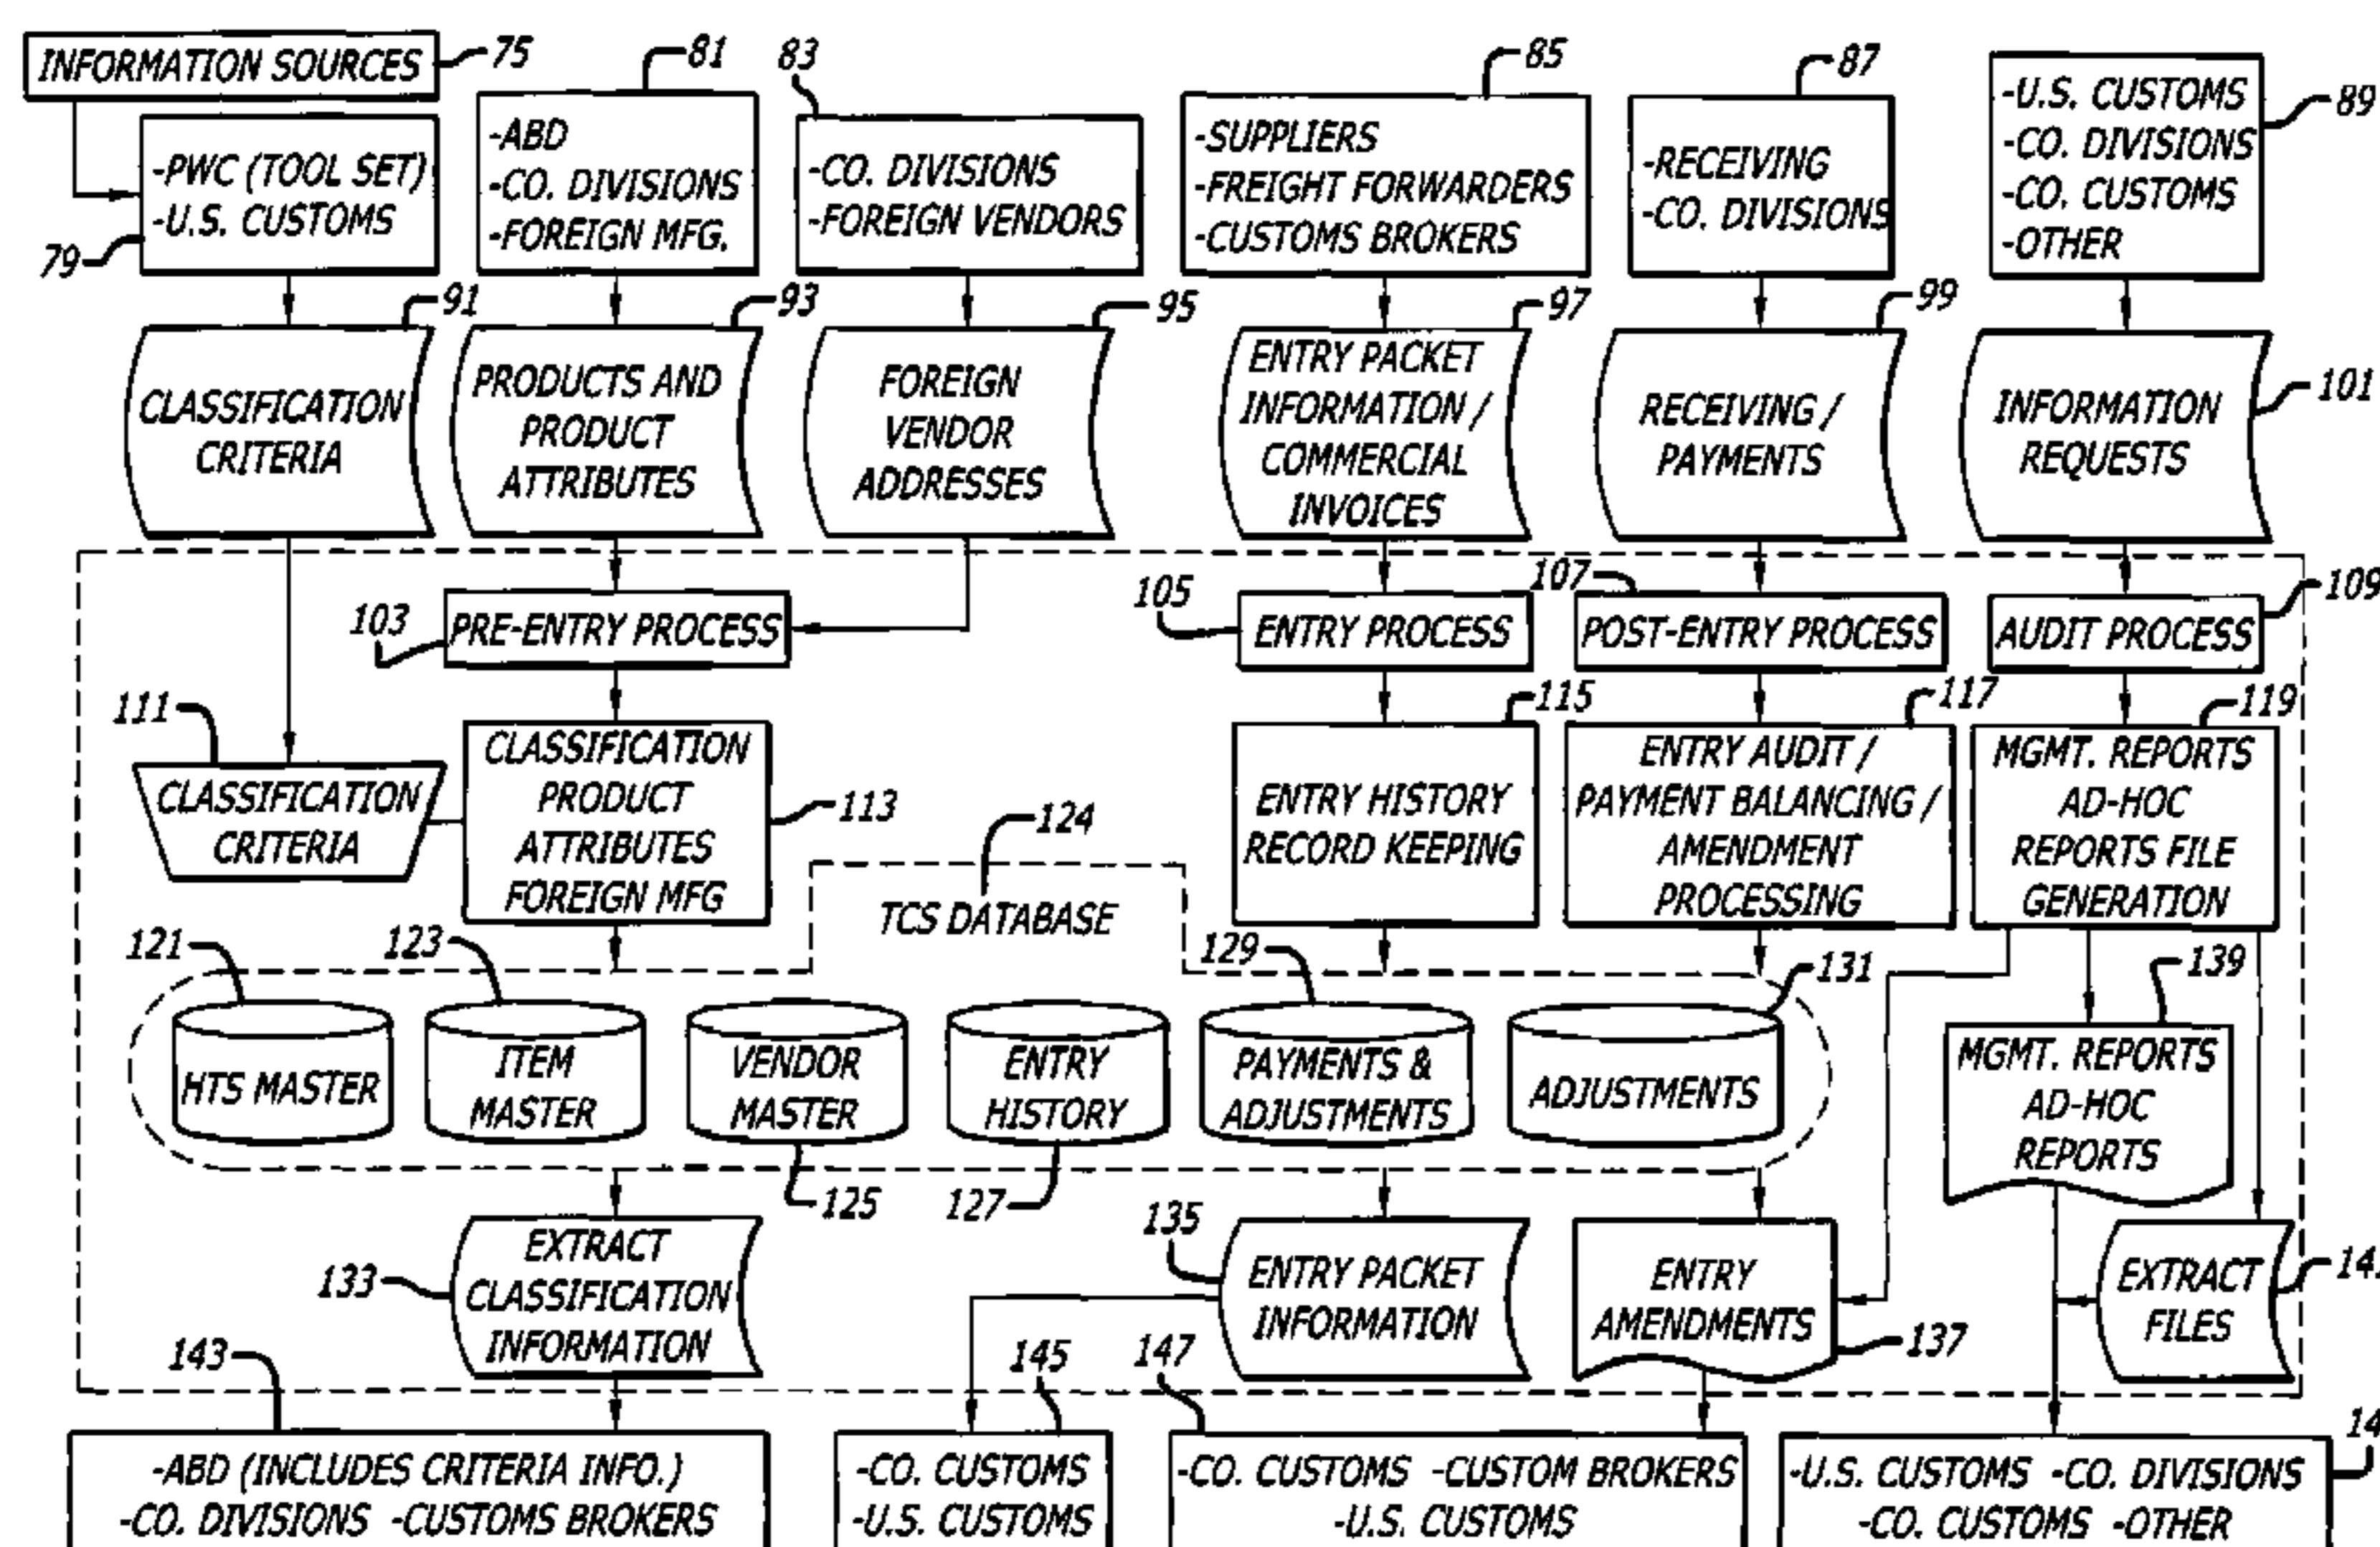 INFORMATION SOURCES
75
81
83
85
87
89
-PWC (TOOL SET)
-U.S. CUSTOMS
79
-ABD
-CO. DIVISIONS
-FOREIGN MFG.
-CO. DIVISIONS
-FOREIGN VENDORS
-SUPPLIERS
-FREIGHT FORWARDERS
-CUSTOMS BROKERS
-RECEIVING
-CO. DIVISIONS
-U.S. CUSTOMS
-CO. DIVISIONS
-CO. CUSTOMS
-OTHER
91
93
95
97
99
101
CLASSIFICATION
CRITERIA
PRODUCTS AND
PRODUCT
ATTRIBUTES
FOREIGN
VENDOR
ADDRESSES
ENTRY PACKET
INFORMATION /
COMMERCIAL
INVOICES
RECEIVING /
PAYMENTS
INFORMATION
REQUESTS
103
PRE-ENTRY PROCESS
105
ENTRY PROCESS
107
POST-ENTRY PROCESS
109
AUDIT PROCESS
111
CLASSIFICATION
CRITERIA
CLASSIFICATION
PRODUCT
ATTRIBUTES
FOREIGN MFG
113
115
ENTRY HISTORY
RECORD KEEPING
117
ENTRY AUDIT /
PAYMENT BALANCING /
AMENDMENT
PROCESSING
119
MGMT. REPORTS
AD-HOC
REPORTS FILE
GENERATION
124
TCS DATABASE
121
HTS MASTER
123
ITEM
MASTER
VENDOR
MASTER
125
ENTRY
HISTORY
127
129
PAYMENTS &
ADJUSTMENTS
131
ADJUSTMENTS
139
MGMT. REPORTS
AD-HOC
REPORTS
133
EXTRACT
CLASSIFICATION
INFORMATION
135
ENTRY PACKET
INFORMATION
ENTRY
AMENDMENTS
137
EXTRACT
FILES
143
-ABD (INCLUDES CRITERIA INFO.)
-CO. DIVISIONS -CUSTOMS BROKERS
145
-CO. CUSTOMS
-U.S. CUSTOMS
147
-CO. CUSTOMS -CUSTOM BROKERS
-U.S. CUSTOMS
-U.S. CUSTOMS -CO. DIVISIONS
-CO. CUSTOMS -OTHER